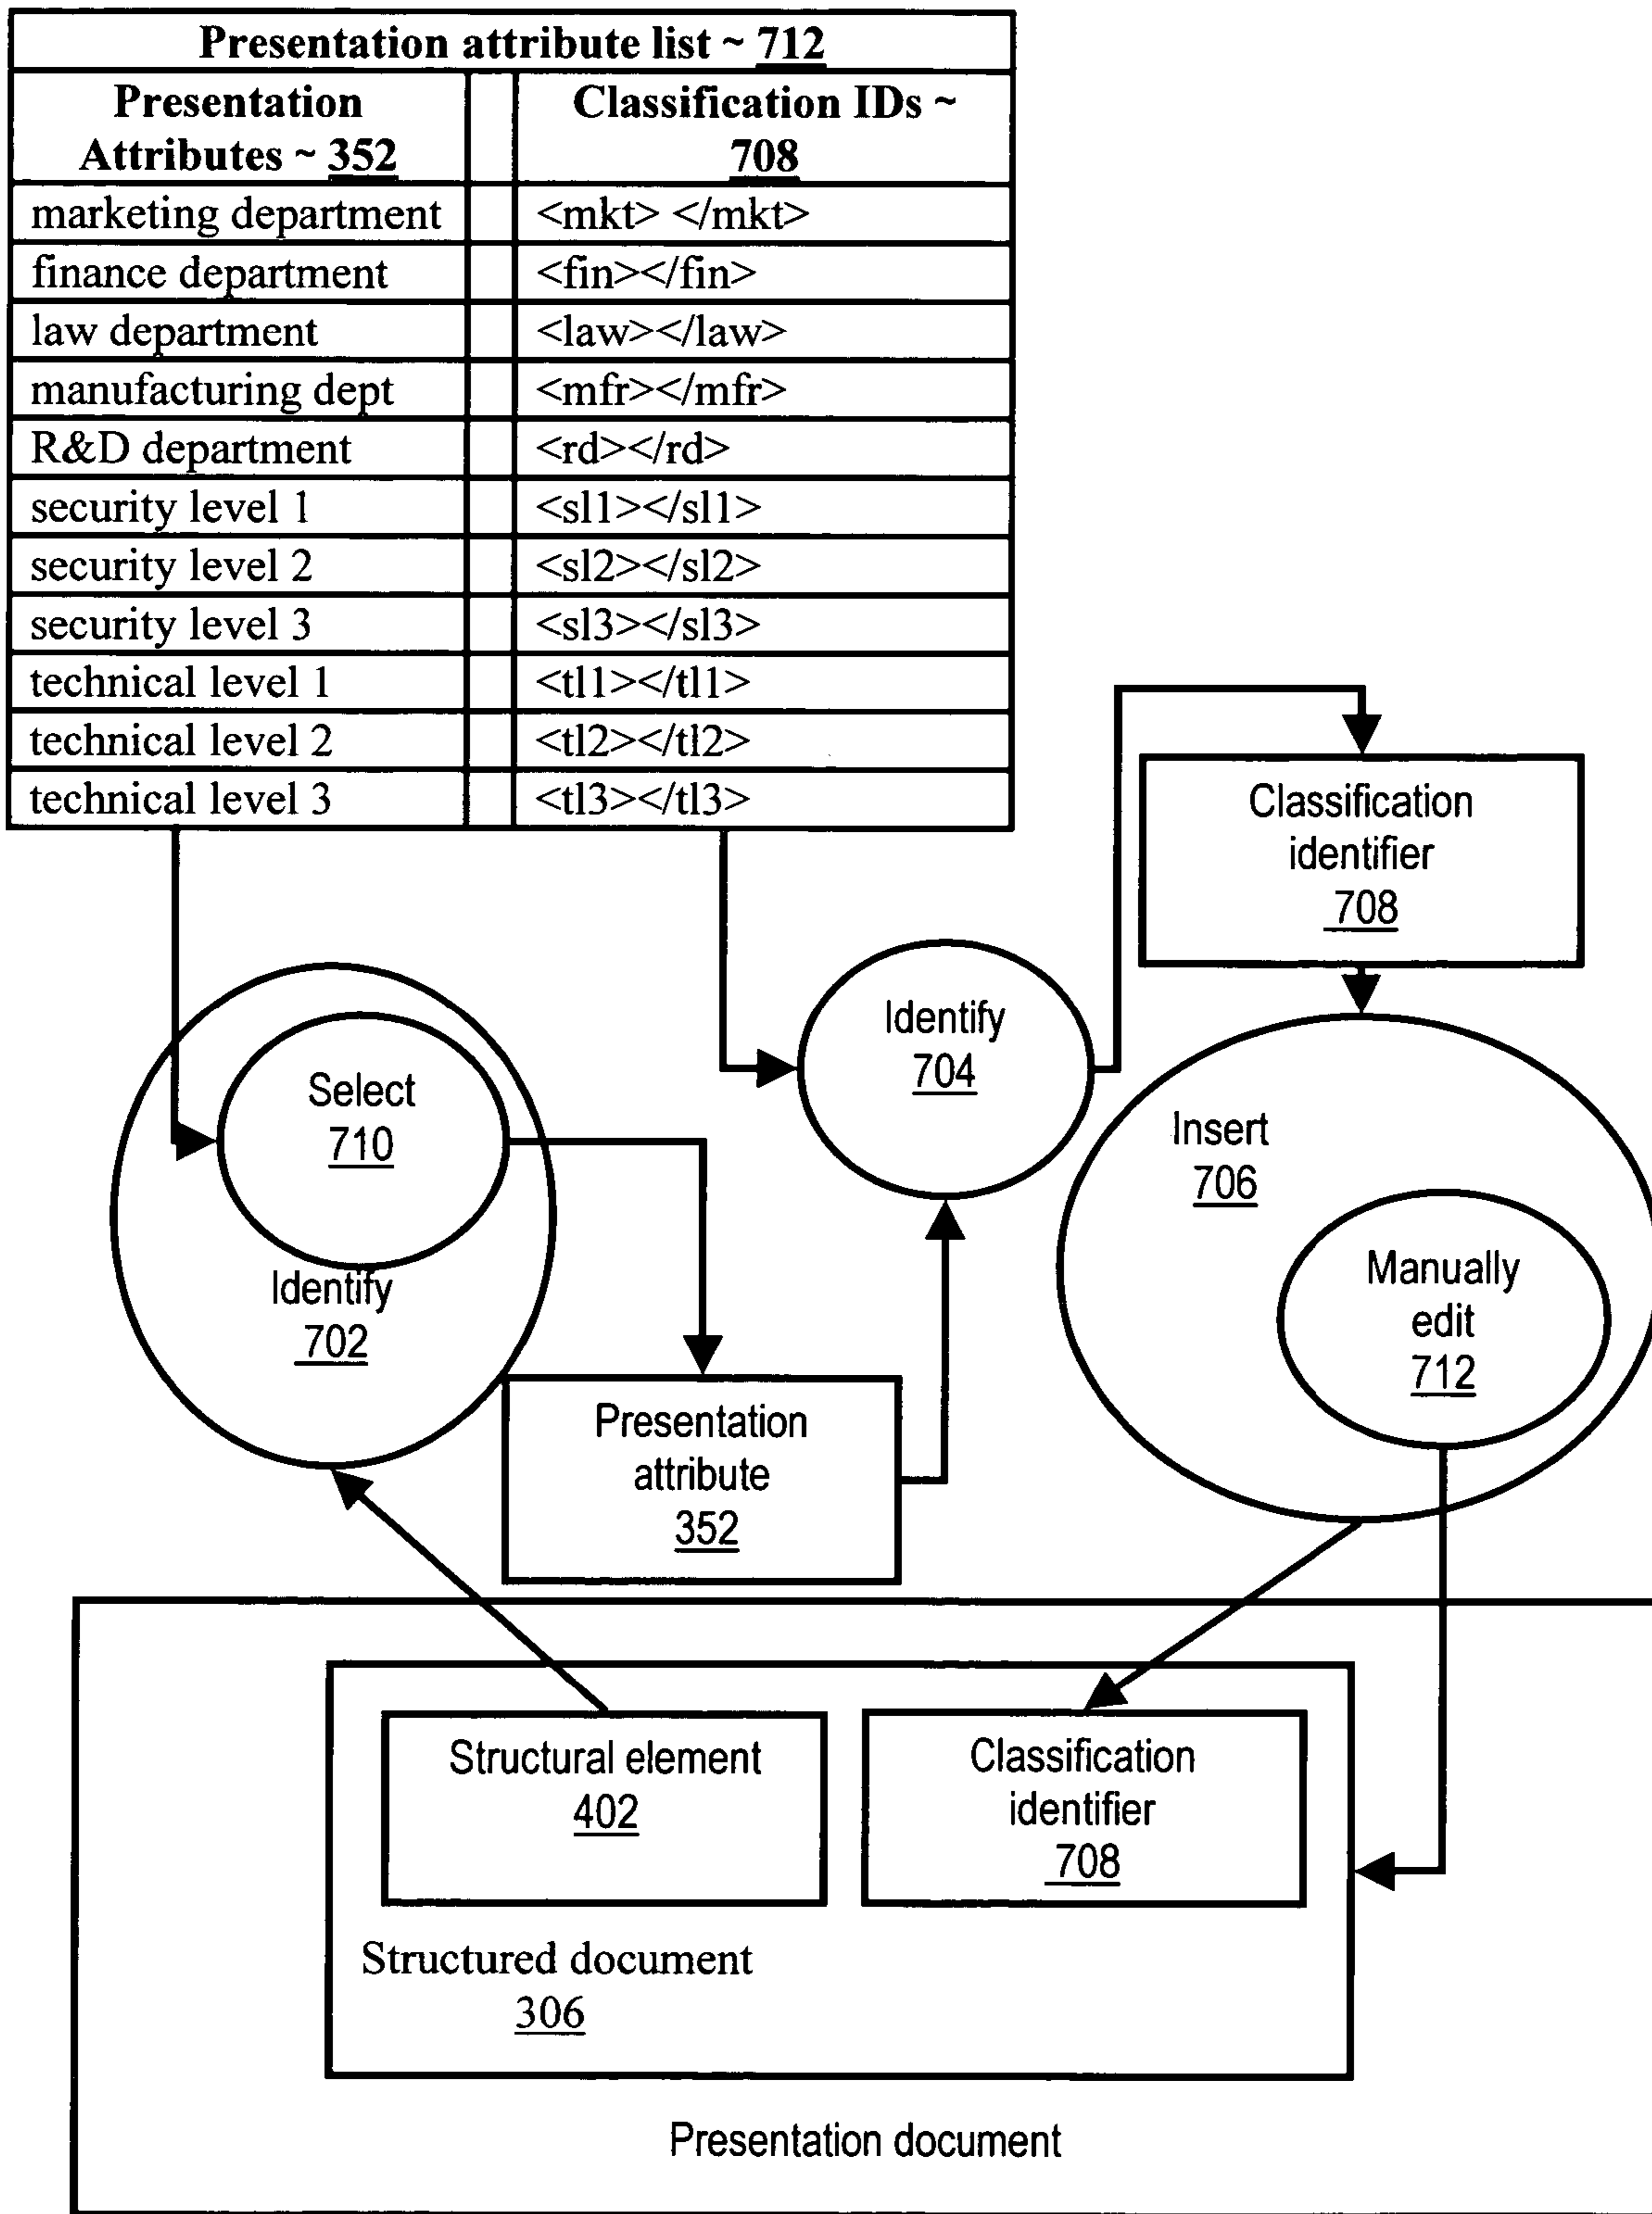 Presentation attribute list ~ 712
Presentation
Attributes ~ 352
Classification IDs ~
708
marketing department <mkt> </mkt>
finance department <fin></fin>
law department <law></law>
manufacturing dept <mfr></mfr>
R&D department <rd></rd>
security level 1 <sl1></sl1>
security level 2 <sl2></sl2>
security level 3 <sl3></sl3>
technical level 1 <tl1></tl1>
technical level 2 <tl2></tl2>
technical level 3 <tl3></tl3>
Classification
identifier
708
Identify
704
Select
710
Identify
702
Insert
706
Manually
edit
712
Presentation
attribute
352
Structural element
402
Classification
identifier
708
Structured document
306
Presentation document